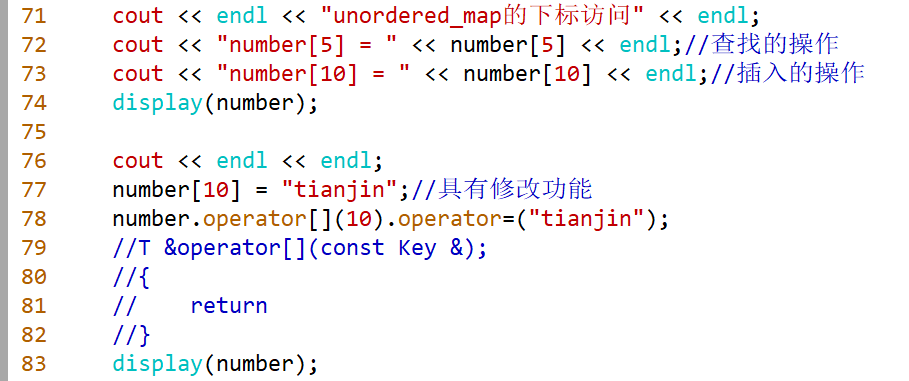 71 cout << endl << "unordered_map的下标访问" << endl;
72 cout << "number[5] = " << number[5] << endl;//查找的操作
73 cout << "number[10] = " << number[10] << endl;//插入的操作
74 display(number);
75
76 cout << endl << endl;
77 number[10] = "tianjin";//具有修改功能
78 number.operator[](10).operator=("tianjin");
79 //T &operator[](const Key &);
80 //{
81 //    return
82 //}
83 display(number);